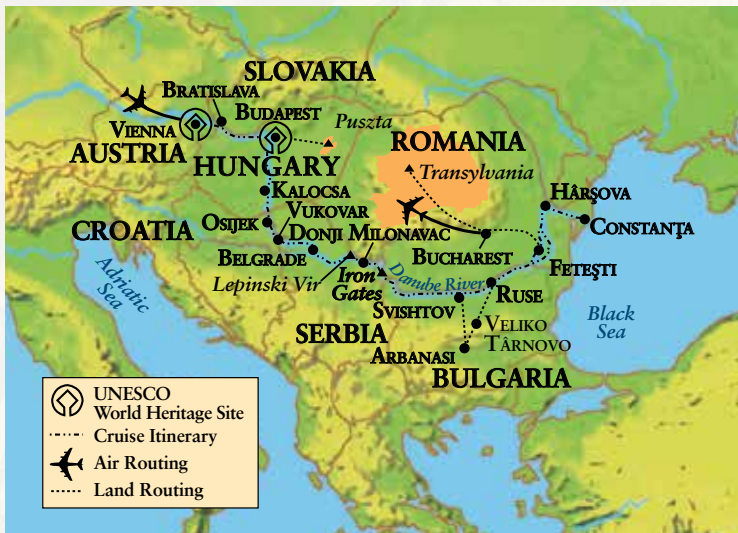 SLOVAKIA
BRATISLAVA
BUDAPEST
Puszta
VIENNA
AUSTRIA
HUNGARY
ROMANIA
Transylvania
KALOCSA
HÂRŞOVA
OSIJEK
VUKOVAR
CONSTANŢA
CROATIA
DONJI MILONAVAC
BELGRADE
BUCHAREST
FETEŞTI
Lepinski Vir
Iron
Gates
Danube River
Adriatic
Sea
RUSE
SVISHTOV
Black
Sea
SERBIA
VELIKO
TÂRNOVO
ARBANASI
BULGARIA
UNESCO
World Heritage Site
Cruise Itinerary
Air Routing
Land Routing